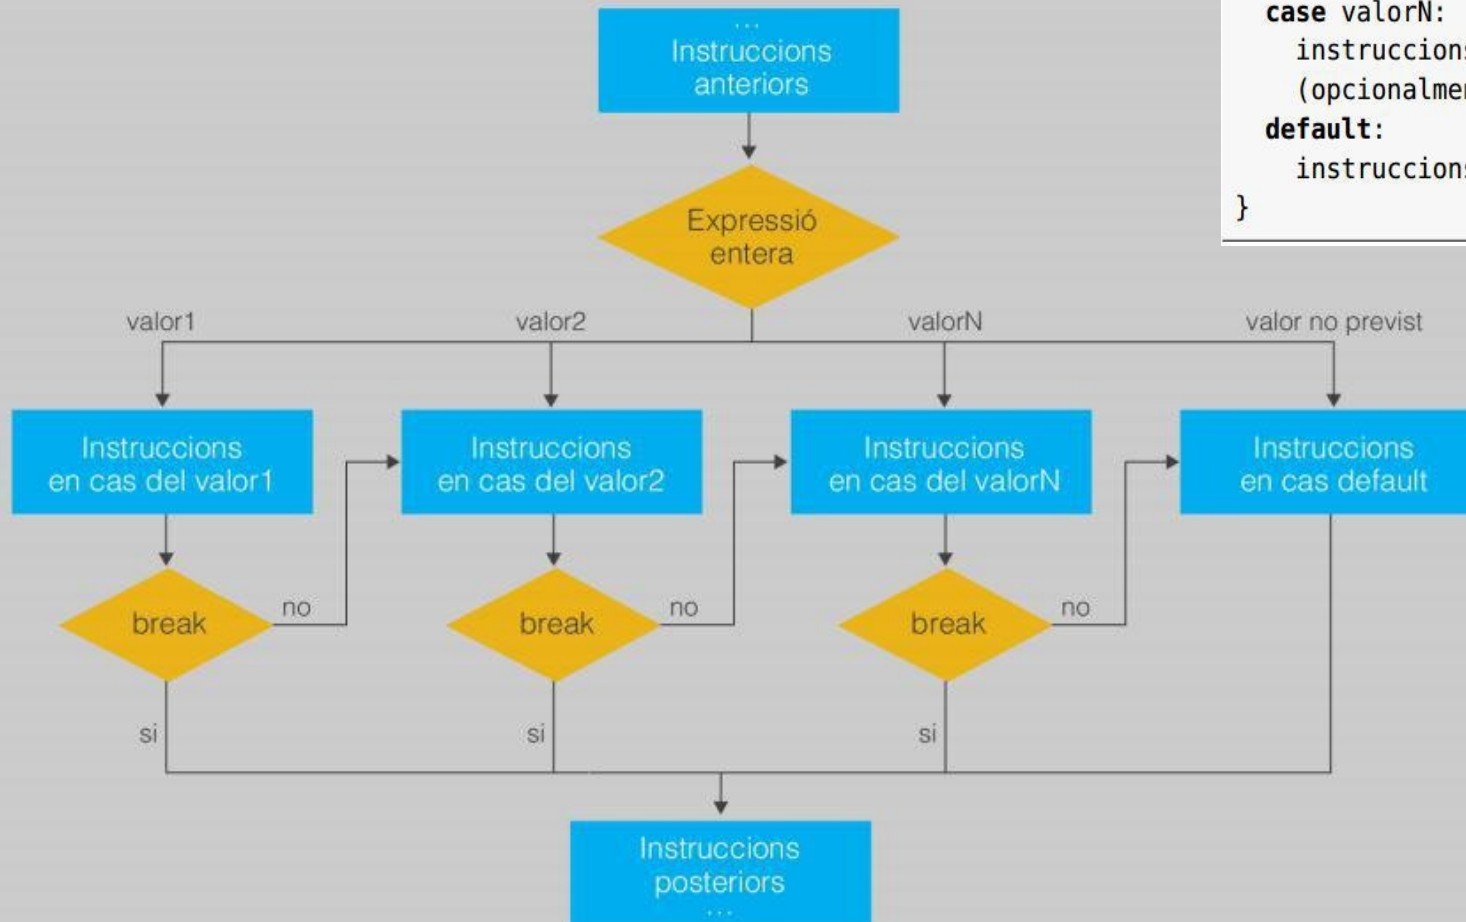 ...
Instruccions
anteriors
case valorN:
instruccions
(opcionalmen
default:
instruccions
}
Expressió
entera
valor1
valor2
valorN
valor no previst
Instruccions
en cas del valor1
Instruccions
en cas del valor2
Instruccions
en cas del valorN
Instruccions
en cas default
break
no
break
no
break
no
si
si
si
Instruccions
posteriors
...